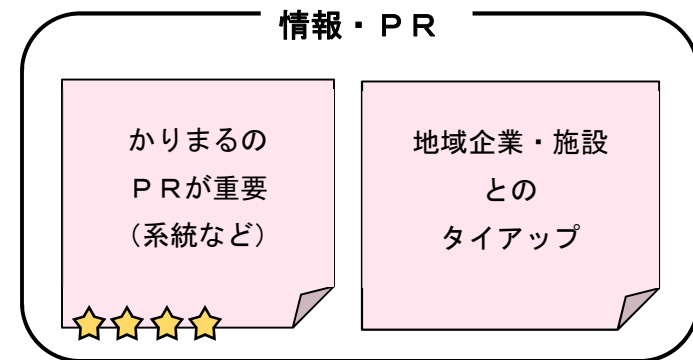 情報・ＰＲ
かりまるの
ＰＲが重要
（系統など）
地域企業・施設
との
タイアップ